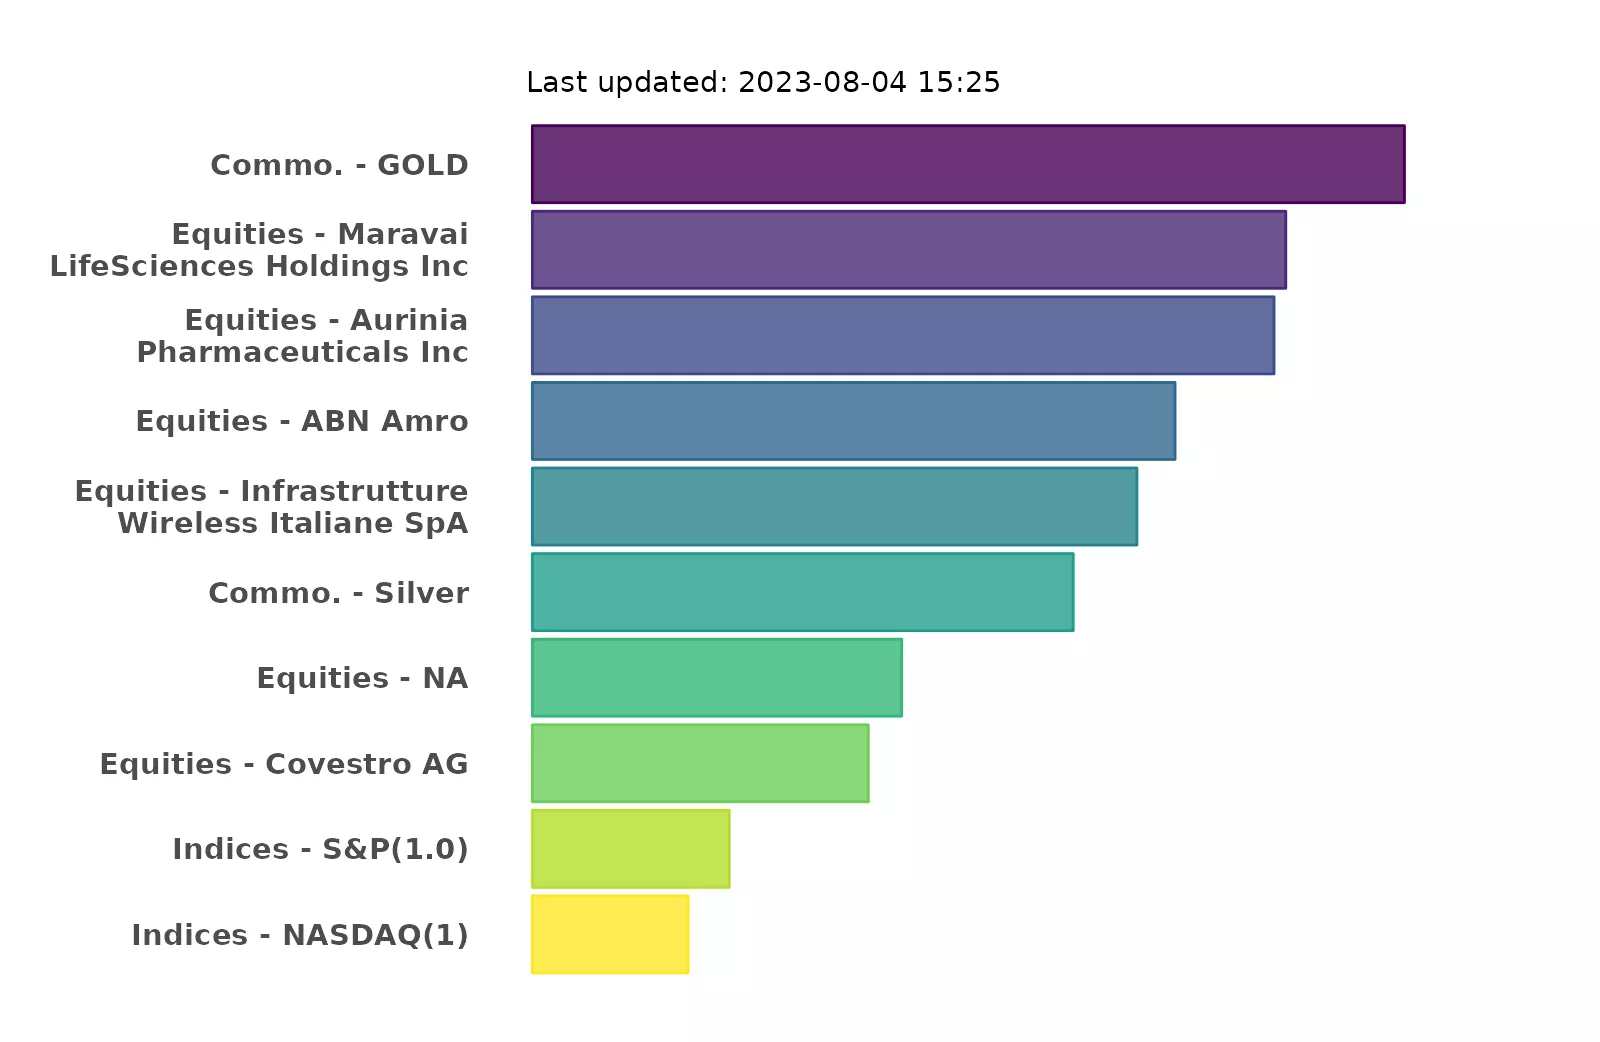 Last updated: 2023-08-04 15:25
Commo. - GOLD
Equities - Maravai
LifeSciences Holdings Inc
Equities - Aurinia
Pharmaceuticals Inc
Equities - ABN Amro
Equities - Infrastrutture
Wireless Italiane SpA
Commo. - Silver
Equities - NA
Equities - Covestro AG
Indices - S&P(1.0)
Indices - NASDAQ(1)